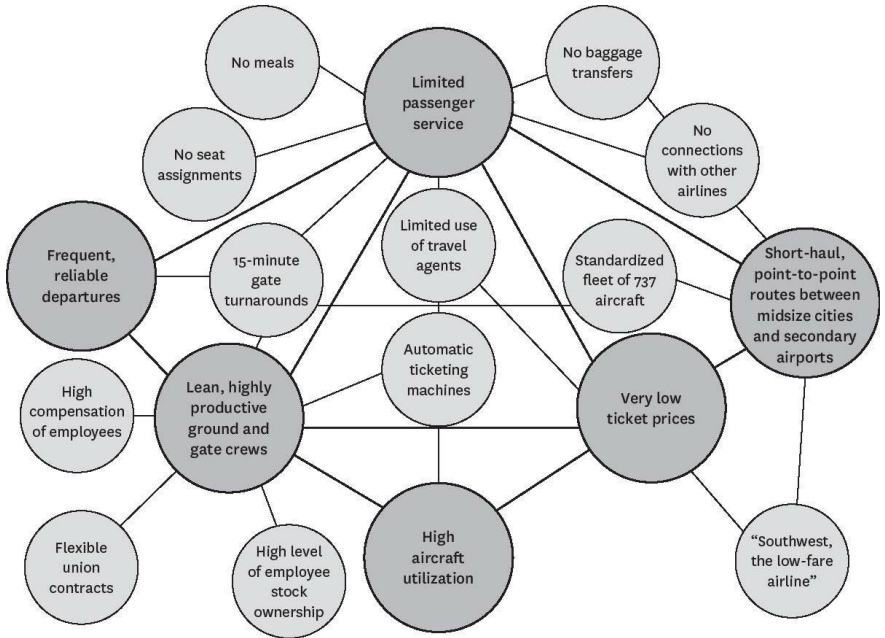 No meals
Limited
passenger
service
No baggage
transfers
No seat
assignments
No
connections
with other
airlines
Frequent,
reliable
departures
15-minute
gate
turnarounds
Limited use
of travel
agents
Standardized
fleet of 737
aircraft
Short-haul,
point-to-point
routes between
midsize cities
and secondary
airports
High
compensation
of employees
Lean, highly
productive
ground and
gate crews
Automatic
ticketing
machines
Very low
ticket prices
Flexible
union
contracts
High level
of employee
stock
ownership
High
aircraft
utilization
“Southwest,
the low-fare
airline”